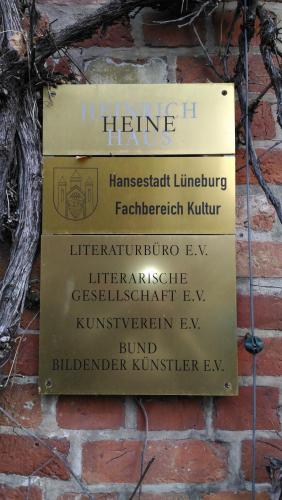 HEINRICH
HEINE
HAUS
Hansestadt Lüneburg
Fachbereich Kultur
LITERATURBÜRO E.V.
LITERARISCHE
GESELLSCHAFT E.V.
KUNSTVEREIN E.V.
BUND
BILDENDER KÜNSTLER E.V.